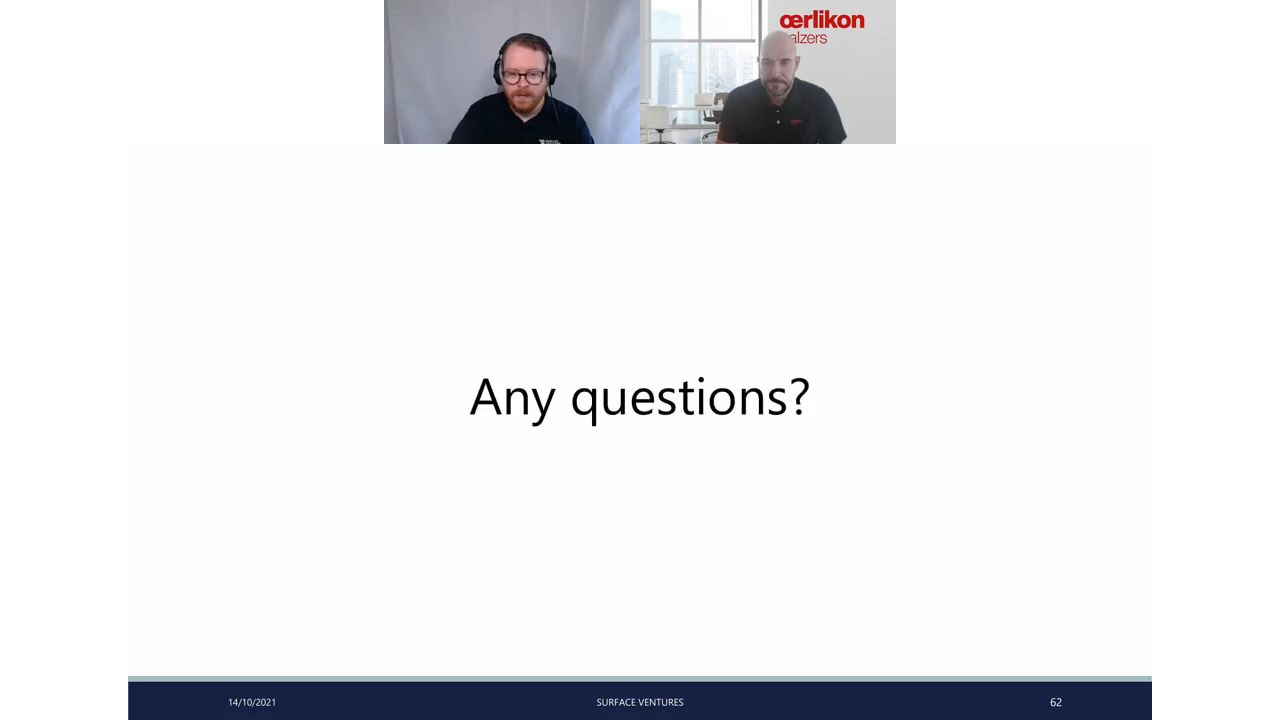 œrlikon
alzers
Any questions?
14/10/2021
SURFACE VENTURES
62